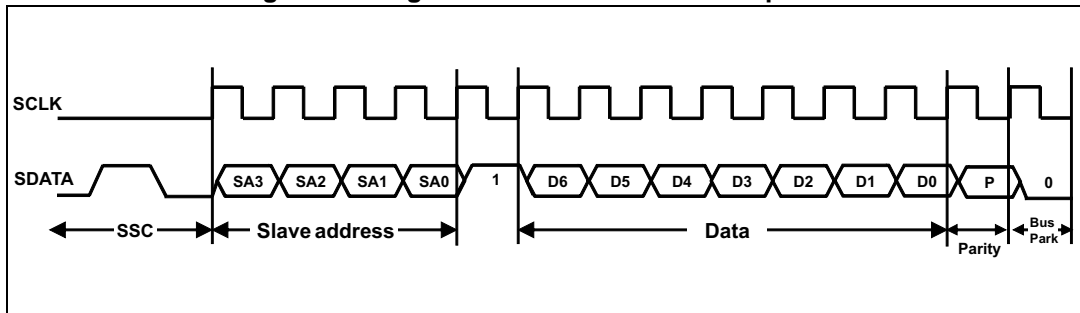 SCLK
SDATA SA3 SA2 SA1 SA0 1 D6 D5 D4 D3 D2 D1 D0 P 0
SSC Slave address Data Parity Bus Park